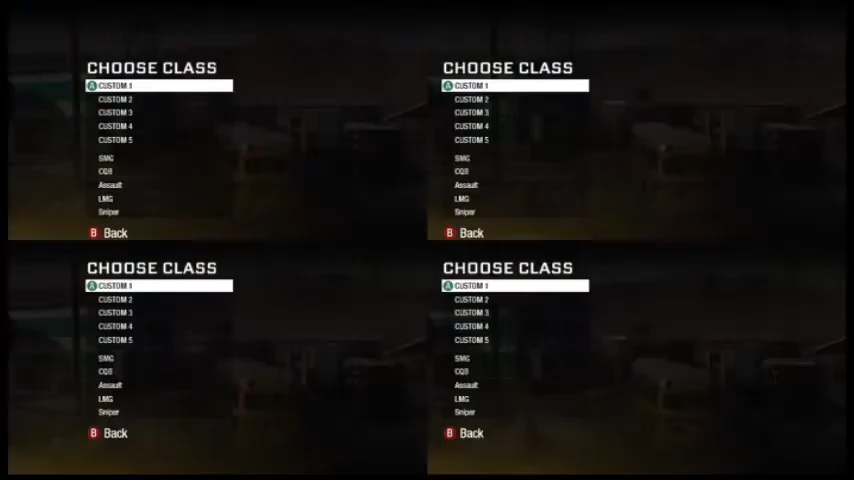 CHOOSE CLASS
A CUSTOM 1
CUSTOM 2
CUSTOM 3
CUSTOM 4
CUSTOM 5
SMG
CQB
Assault
LMG
Sniper
B Back
CHOOSE CLASS
A CUSTOM 1
CUSTOM 2
CUSTOM 3
CUSTOM 4
CUSTOM 5
SMG
CQB
Assault
LMG
Sniper
B Back
CHOOSE CLASS
A CUSTOM 1
CUSTOM 2
CUSTOM 3
CUSTOM 4
CUSTOM 5
SMG
CQB
Assault
LMG
Sniper
B Back
CHOOSE CLASS
A CUSTOM 1
CUSTOM 2
CUSTOM 3
CUSTOM 4
CUSTOM 5
SMG
CQB
Assault
LMG
Sniper
B Back